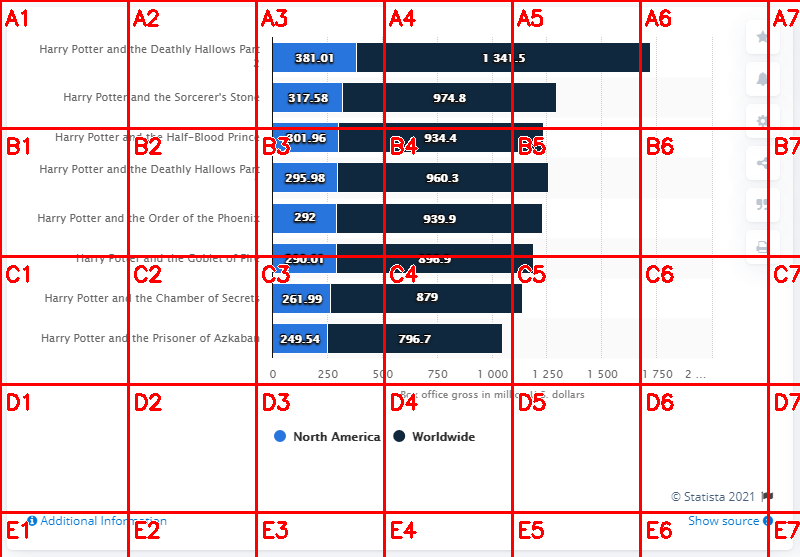 A1 A2 A3 A4 A5 A6 A7
Harry Potter and the Deathly Hallows Part
2
381.01 1 341.5
Harry Potter and the Sorcerer's Stone 317.58 974.8
Harry Potter and the Half-Blood Prince 301.96 934.4
B1 B2 B3 B4 B5 B6 B7
Harry Potter and the Deathly Hallows Part
295.98 960.3
Harry Potter and the Order of the Phoenix 292 939.9
Harry Potter and the Goblet of Fire 290.01 896.9
C1 C2 C3 C4 C5 C6 C7
Harry Potter and the Chamber of Secrets 261.99 879
Harry Potter and the Prisoner of Azkaban 249.54 796.7
0 250 500 750 1 000 1 250 1 500 1 750 2 ...
Box office gross in million U.S. dollars
D1 D2 D3 D4 D5 D6 D7
North America Worldwide
© Statista 2021
Additional Information Show source
E1 E2 E3 E4 E5 E6 E7